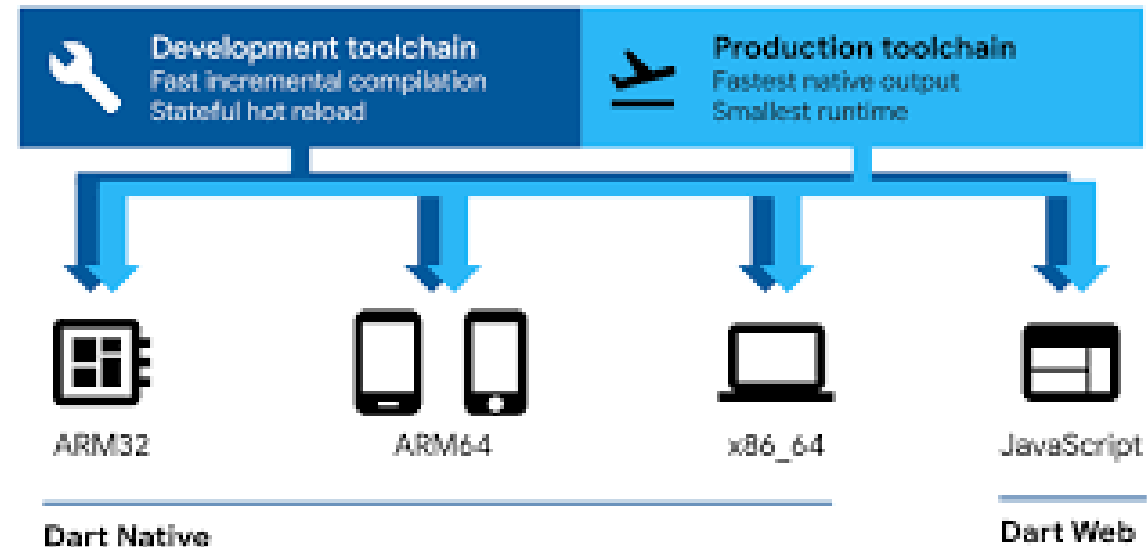 Development toolchain
Fast incremental compilation
Stateful hot reload
Production toolchain
Fastest native output
Smallest runtime
ARM32
ARM64
x86_64
JavaScript
Dart Native
Dart Web